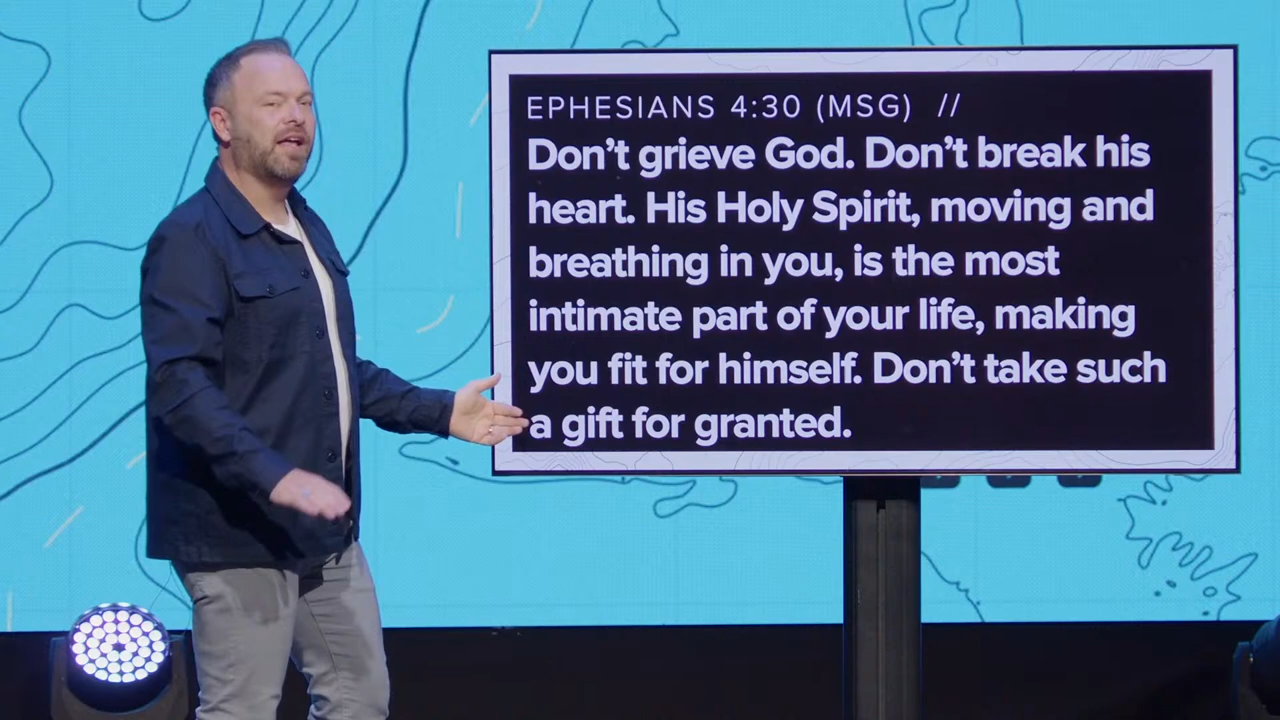 EPHESIANS 4:30 (MSG) //
Don’t grieve God. Don’t break his
heart. His Holy Spirit, moving and
breathing in you, is the most
intimate part of your life, making
you fit for himself. Don’t take such
a gift for granted.